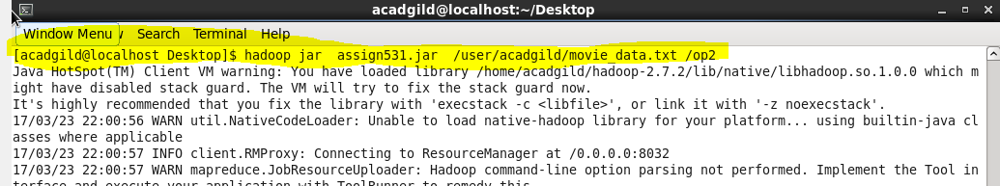 acadgild@localhost:~/Desktop
Window Menu Search Terminal Help
[acadgild@localhost Desktop]$ hadoop jar  assign531.jar  /user/acadgild/movie_data.txt /op2
Java HotSpot(TM) Client VM warning: You have loaded library /home/acadgild/hadoop-2.7.2/lib/native/libhadoop.so.1.0.0 which m
ight have disabled stack guard. The VM will try to fix the stack guard now.
It's highly recommended that you fix the library with 'execstack -c <libfile>', or link it with '-z noexecstack'.
17/03/23 22:00:56 WARN util.NativeCodeLoader: Unable to load native-hadoop library for your platform... using builtin-java cl
asses where applicable
17/03/23 22:00:57 INFO client.RMProxy: Connecting to ResourceManager at /0.0.0.0:8032
17/03/23 22:00:57 WARN mapreduce.JobResourceUploader: Hadoop command-line option parsing not performed. Implement the Tool in
terface and execute your application with ToolRunner to remedy this.